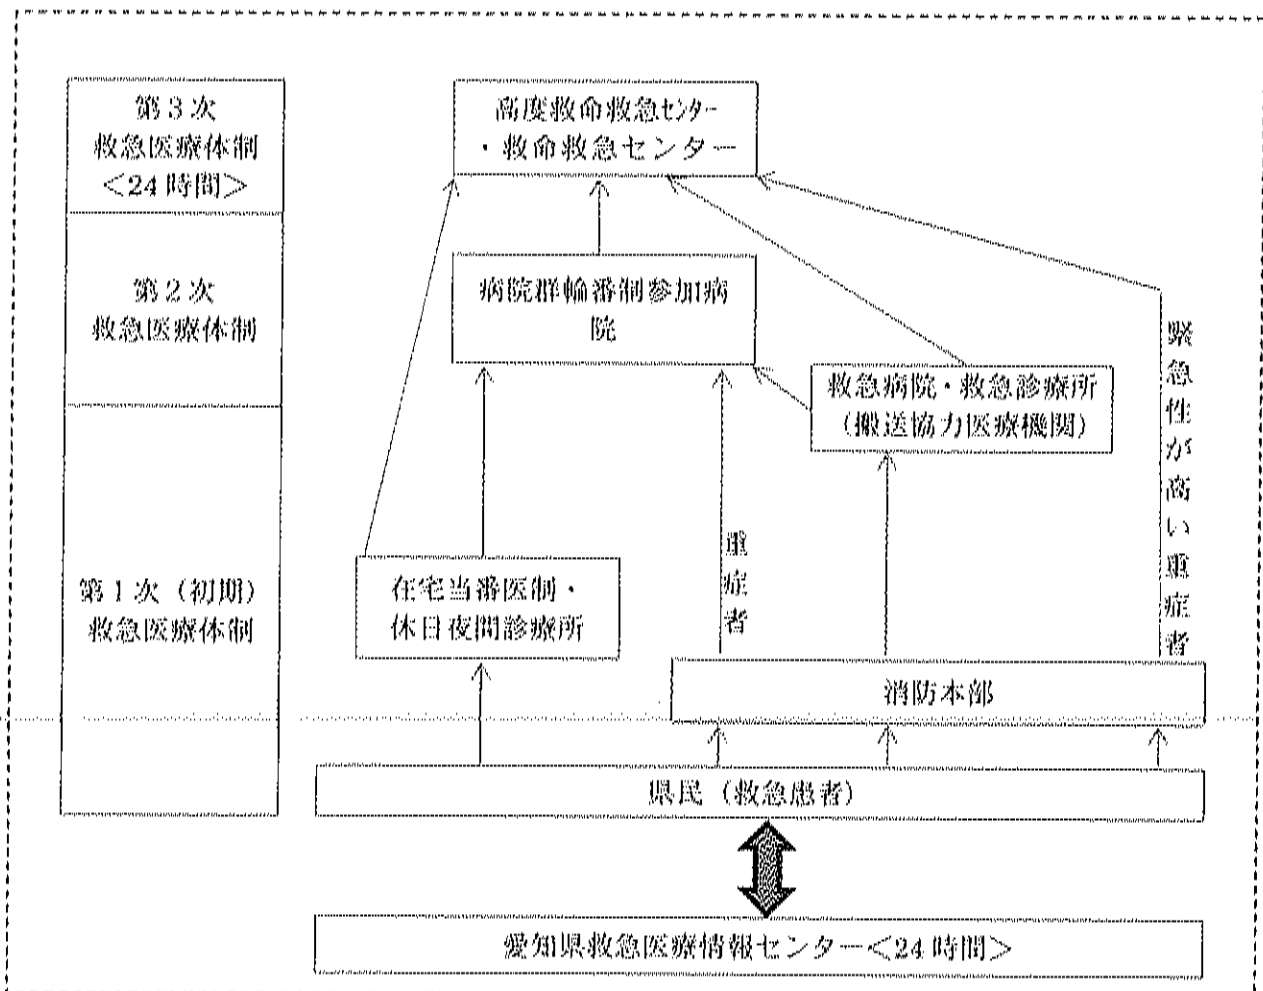 第3次
救急医療体制
＜24時間＞
高度救命救急ｾﾝﾀｰ
・救命救急センター
第2次
救急医療体制
病院群輪番制参加病
院
救急病院・救急診療所
(搬送協力医療機関)
緊急性が高い重症者
重症者
第1次（初期）
救急医療体制
在宅当番医制・
休日夜間診療所
消防本部
県民（救急患者）
愛知県救急医療情報センター＜24時間＞